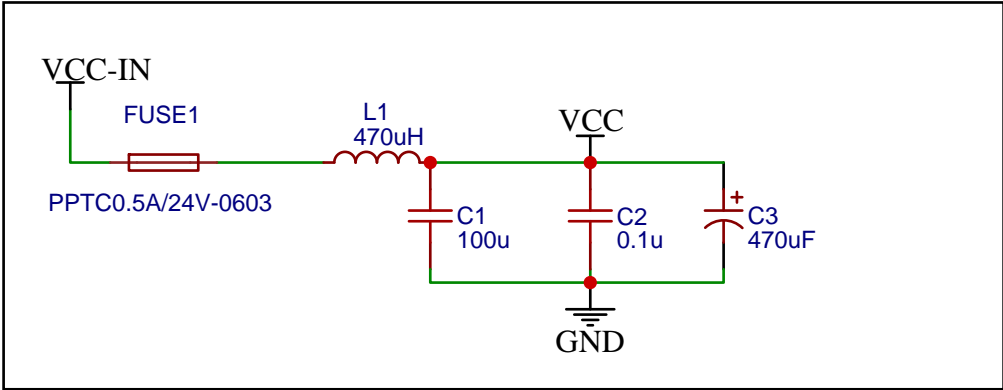 VCC-IN
FUSE1
PPTC0.5A/24V-0603
L1
470uH
VCC
C1
100u
C2
0.1u
+
C3
470uF
GND